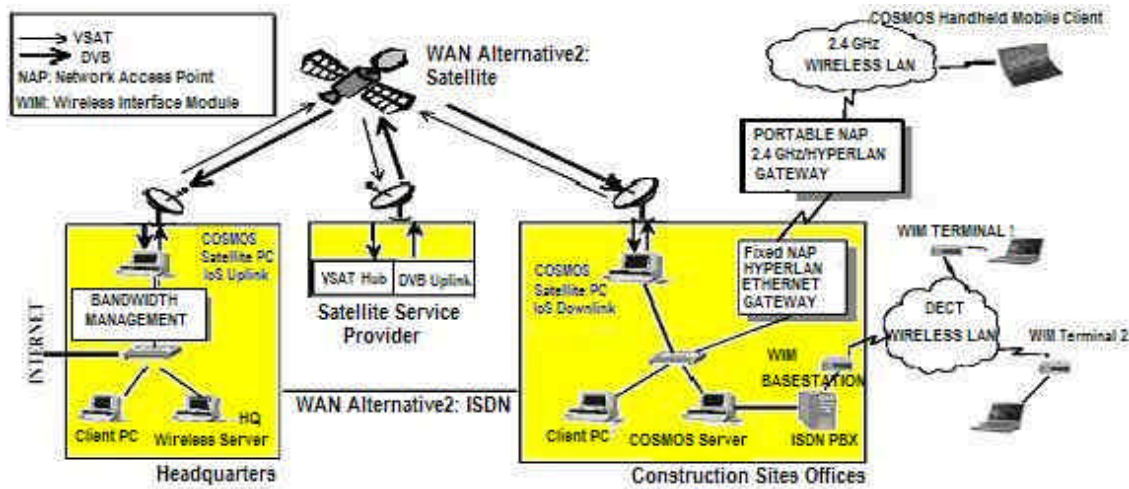 VSAT
DVB
NAP: Network Access Point
WIM: Wireless Interface Module
WAN Alternative2:
Satellite
COSMOS Handheld Mobile Client
2.4 GHz
WIRELESS LAN
PORTABLE NAP
2.4 GHz/HYPERLAN
GATEWAY
COSMOS
Satellite PC
IoS Uplink
BANDWIDTH
MANAGEMENT
INTERNET
Client PC
HQ
Wireless Server
Headquarters
VSAT Hub
DVB Uplink
Satellite Service
Provider
WAN Alternative2: ISDN
COSMOS
Satellite PC
IoS Downlink
Fixed NAP
HYPERLAN
ETHERNET
GATEWAY
WIM
BASESTATION
Client PC
COSMOS Server
ISDN PBX
Construction Sites Offices
WIM TERMINAL 1
DECT
WIRELESS LAN
WIM Terminal 2